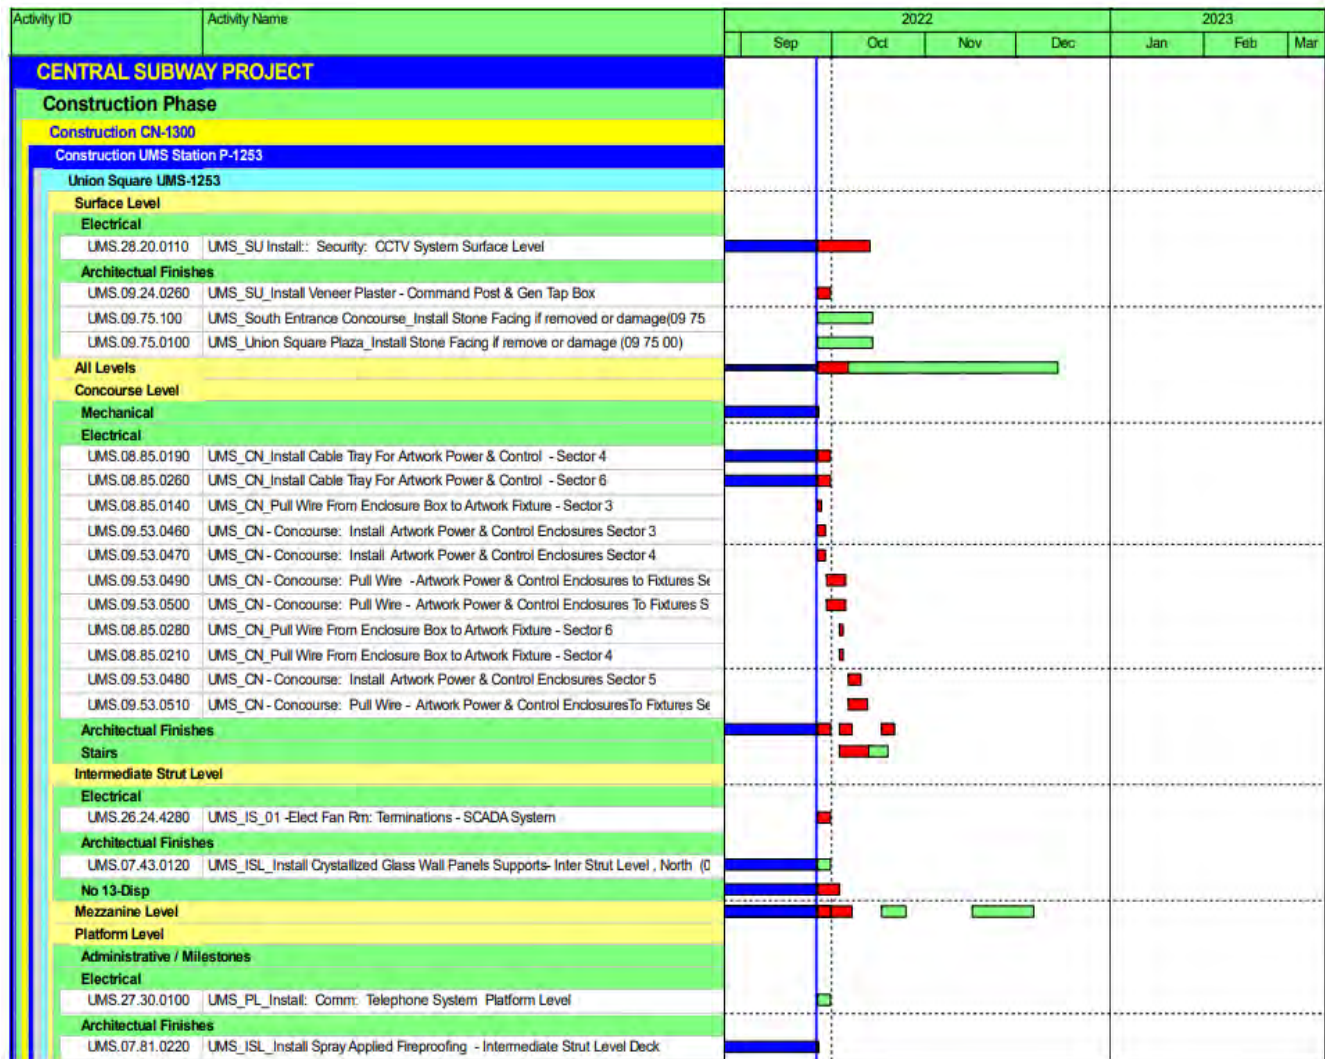 Activity ID Activity Name 2022 2023
Sep Oct Nov Dec Jan Feb Mar
CENTRAL SUBWAY PROJECT
Construction Phase
Construction CN-1300
Construction UMS Station P-1253
Union Square UMS-1253
Surface Level
Electrical
UMS.28.20.0110 UMS_SU Install:: Security: CCTV System Surface Level
Architectual Finishes
UMS.09.24.0260 UMS_SU_Install Veneer Plaster - Command Post & Gen Tap Box
UMS.09.75.100 UMS_South Entrance Concourse_Install Stone Facing if removed or damage(09 75
UMS.09.75.0100 UMS_Union Square Plaza_Install Stone Facing if remove or damage (09 75 00)
All Levels
Concourse Level
Mechanical
Electrical
UMS.08.85.0190 UMS_CN_Install Cable Tray For Artwork Power & Control - Sector 4
UMS.08.85.0260 UMS_CN_Install Cable Tray For Artwork Power & Control - Sector 6
UMS.08.85.0140 UMS_CN_Pull Wire From Enclosure Box to Artwork Fixture - Sector 3
UMS.09.53.0460 UMS_CN - Concourse: Install Artwork Power & Control Enclosures Sector 3
UMS.09.53.0470 UMS_CN - Concourse: Install Artwork Power & Control Enclosures Sector 4
UMS.09.53.0490 UMS_CN - Concourse: Pull Wire - Artwork Power & Control Enclosures to Fixtures Se
UMS.09.53.0500 UMS_CN - Concourse: Pull Wire - Artwork Power & Control Enclosures To Fixtures S
UMS.08.85.0280 UMS_CN_Pull Wire From Enclosure Box to Artwork Fixture - Sector 6
UMS.08.85.0210 UMS_CN_Pull Wire From Enclosure Box to Artwork Fixture - Sector 4
UMS.09.53.0480 UMS_CN - Concourse: Install Artwork Power & Control Enclosures Sector 5
UMS.09.53.0510 UMS_CN - Concourse: Pull Wire - Artwork Power & Control EnclosuresTo Fixtures Se
Architectual Finishes
Stairs
Intermediate Strut Level
Electrical
UMS.26.24.4280 UMS_IS_01 -Elect Fan Rm: Terminations - SCADA System
Architectual Finishes
UMS.07.43.0120 UMS_ISL_Install Crystallized Glass Wall Panels Supports- Inter Strut Level , North (0
No 13-Disp
Mezzanine Level
Platform Level
Administrative / Milestones
Electrical
UMS.27.30.0100 UMS_PL_Install: Comm: Telephone System Platform Level
Architectual Finishes
UMS.07.81.0220 UMS_ISL_Install Spray Applied Fireproofing - Intermediate Strut Level Deck